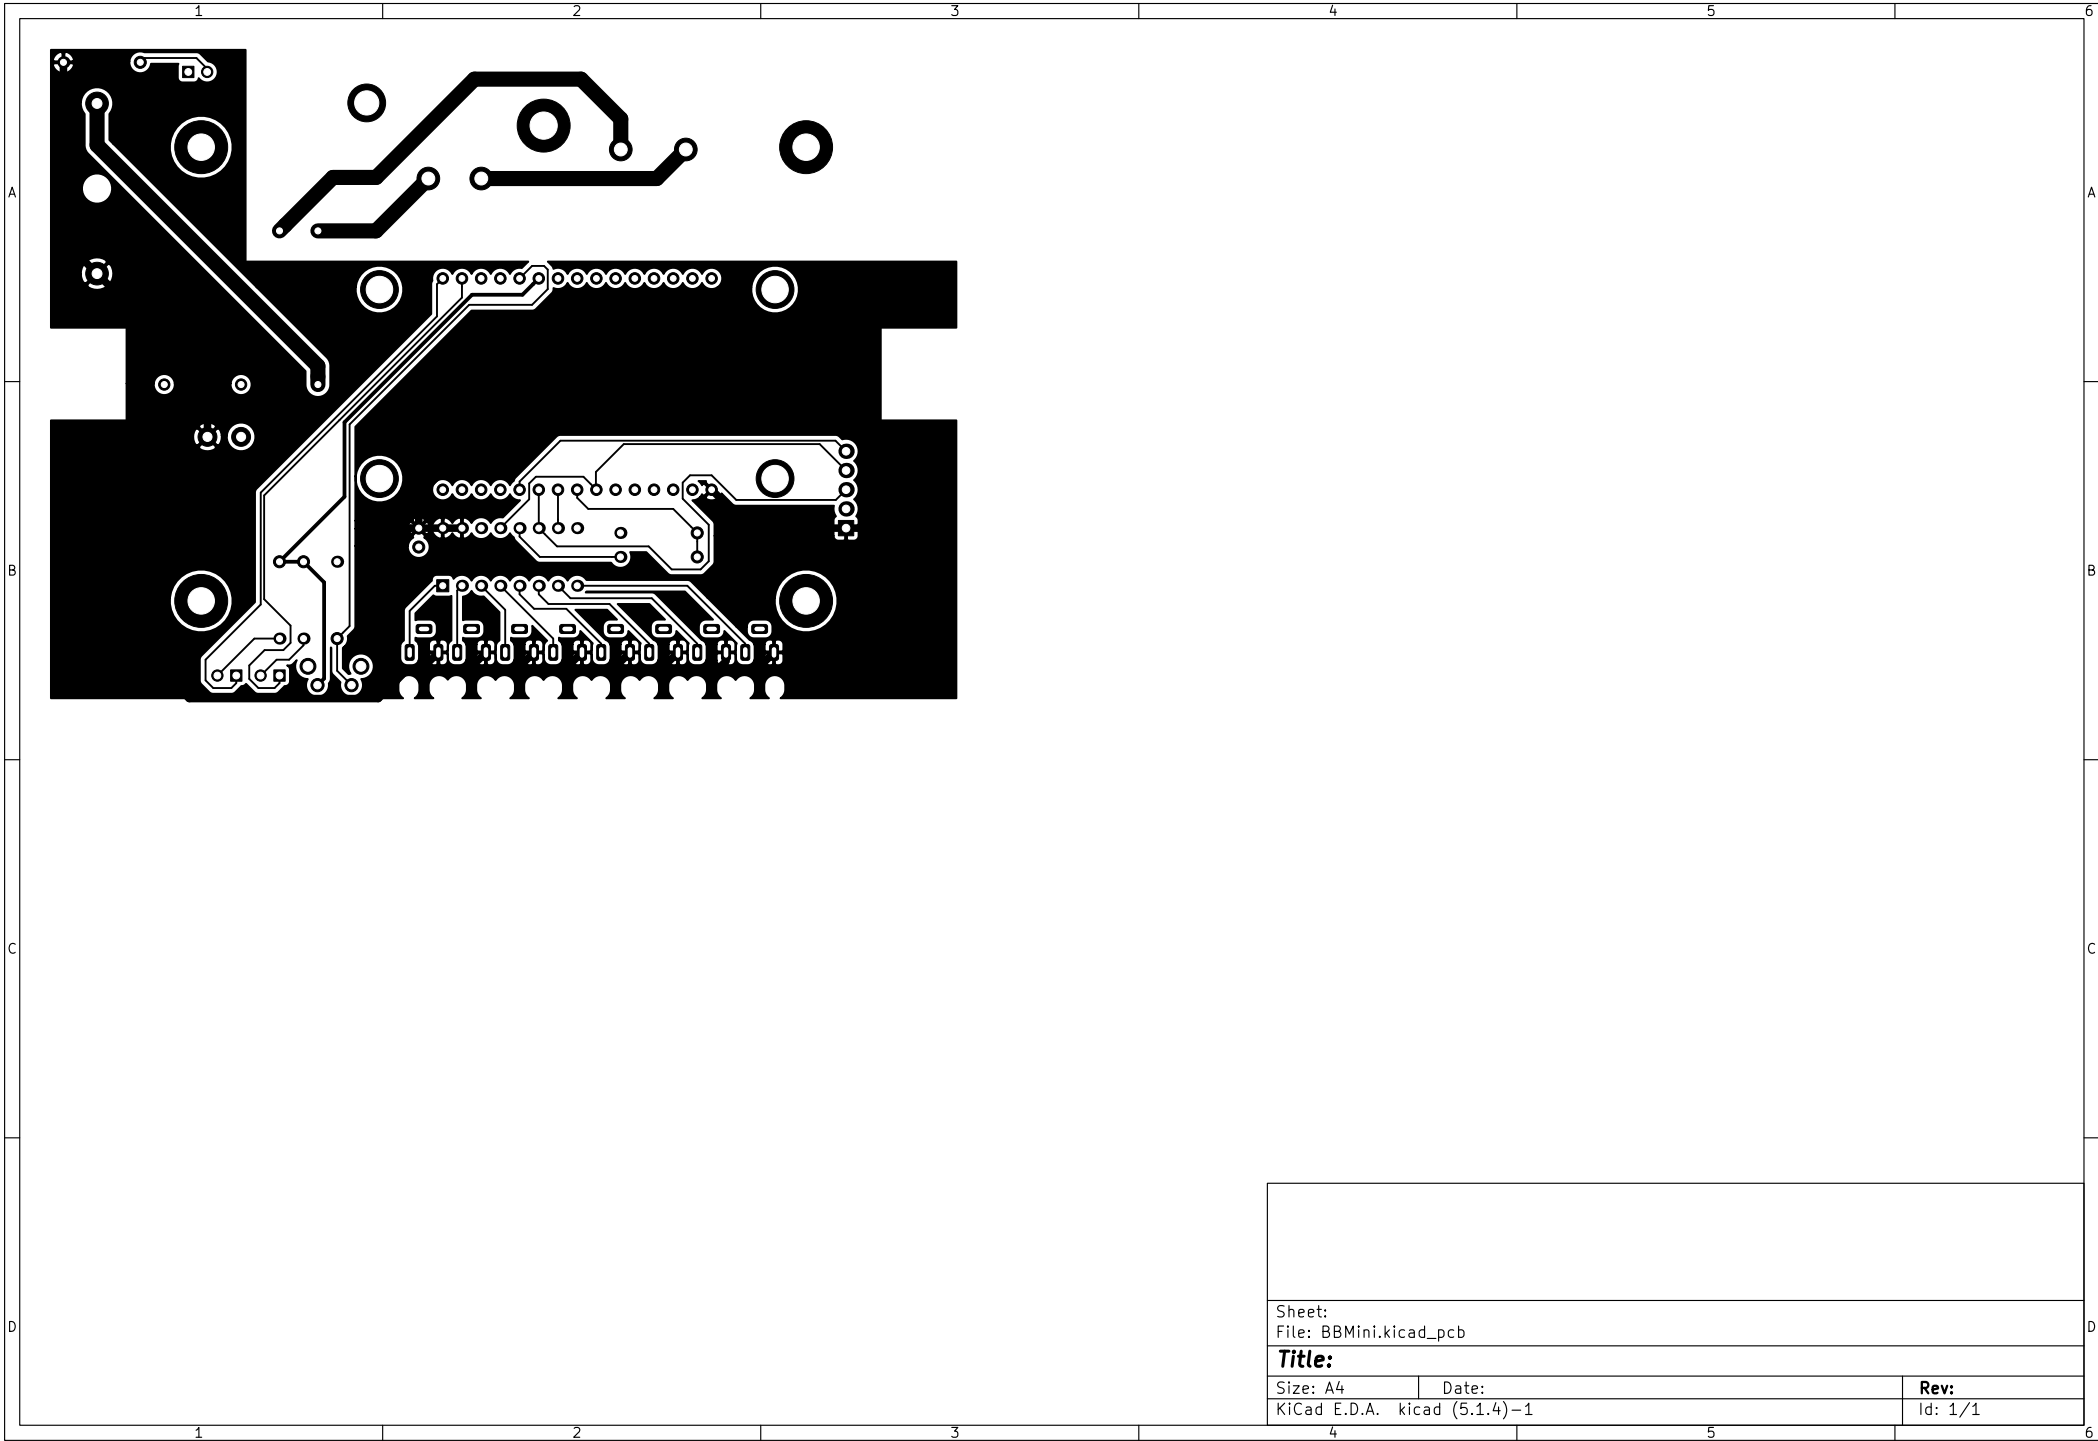 1 2 3 4 5 6
A A
B B
C C
Sheet:
File: BBMini.kicad_pcb
D D
Title:
Size: A4 Date: Rev:
KiCad E.D.A. kicad (5.1.4)-1 Id: 1/1
1 2 3 4 5 6